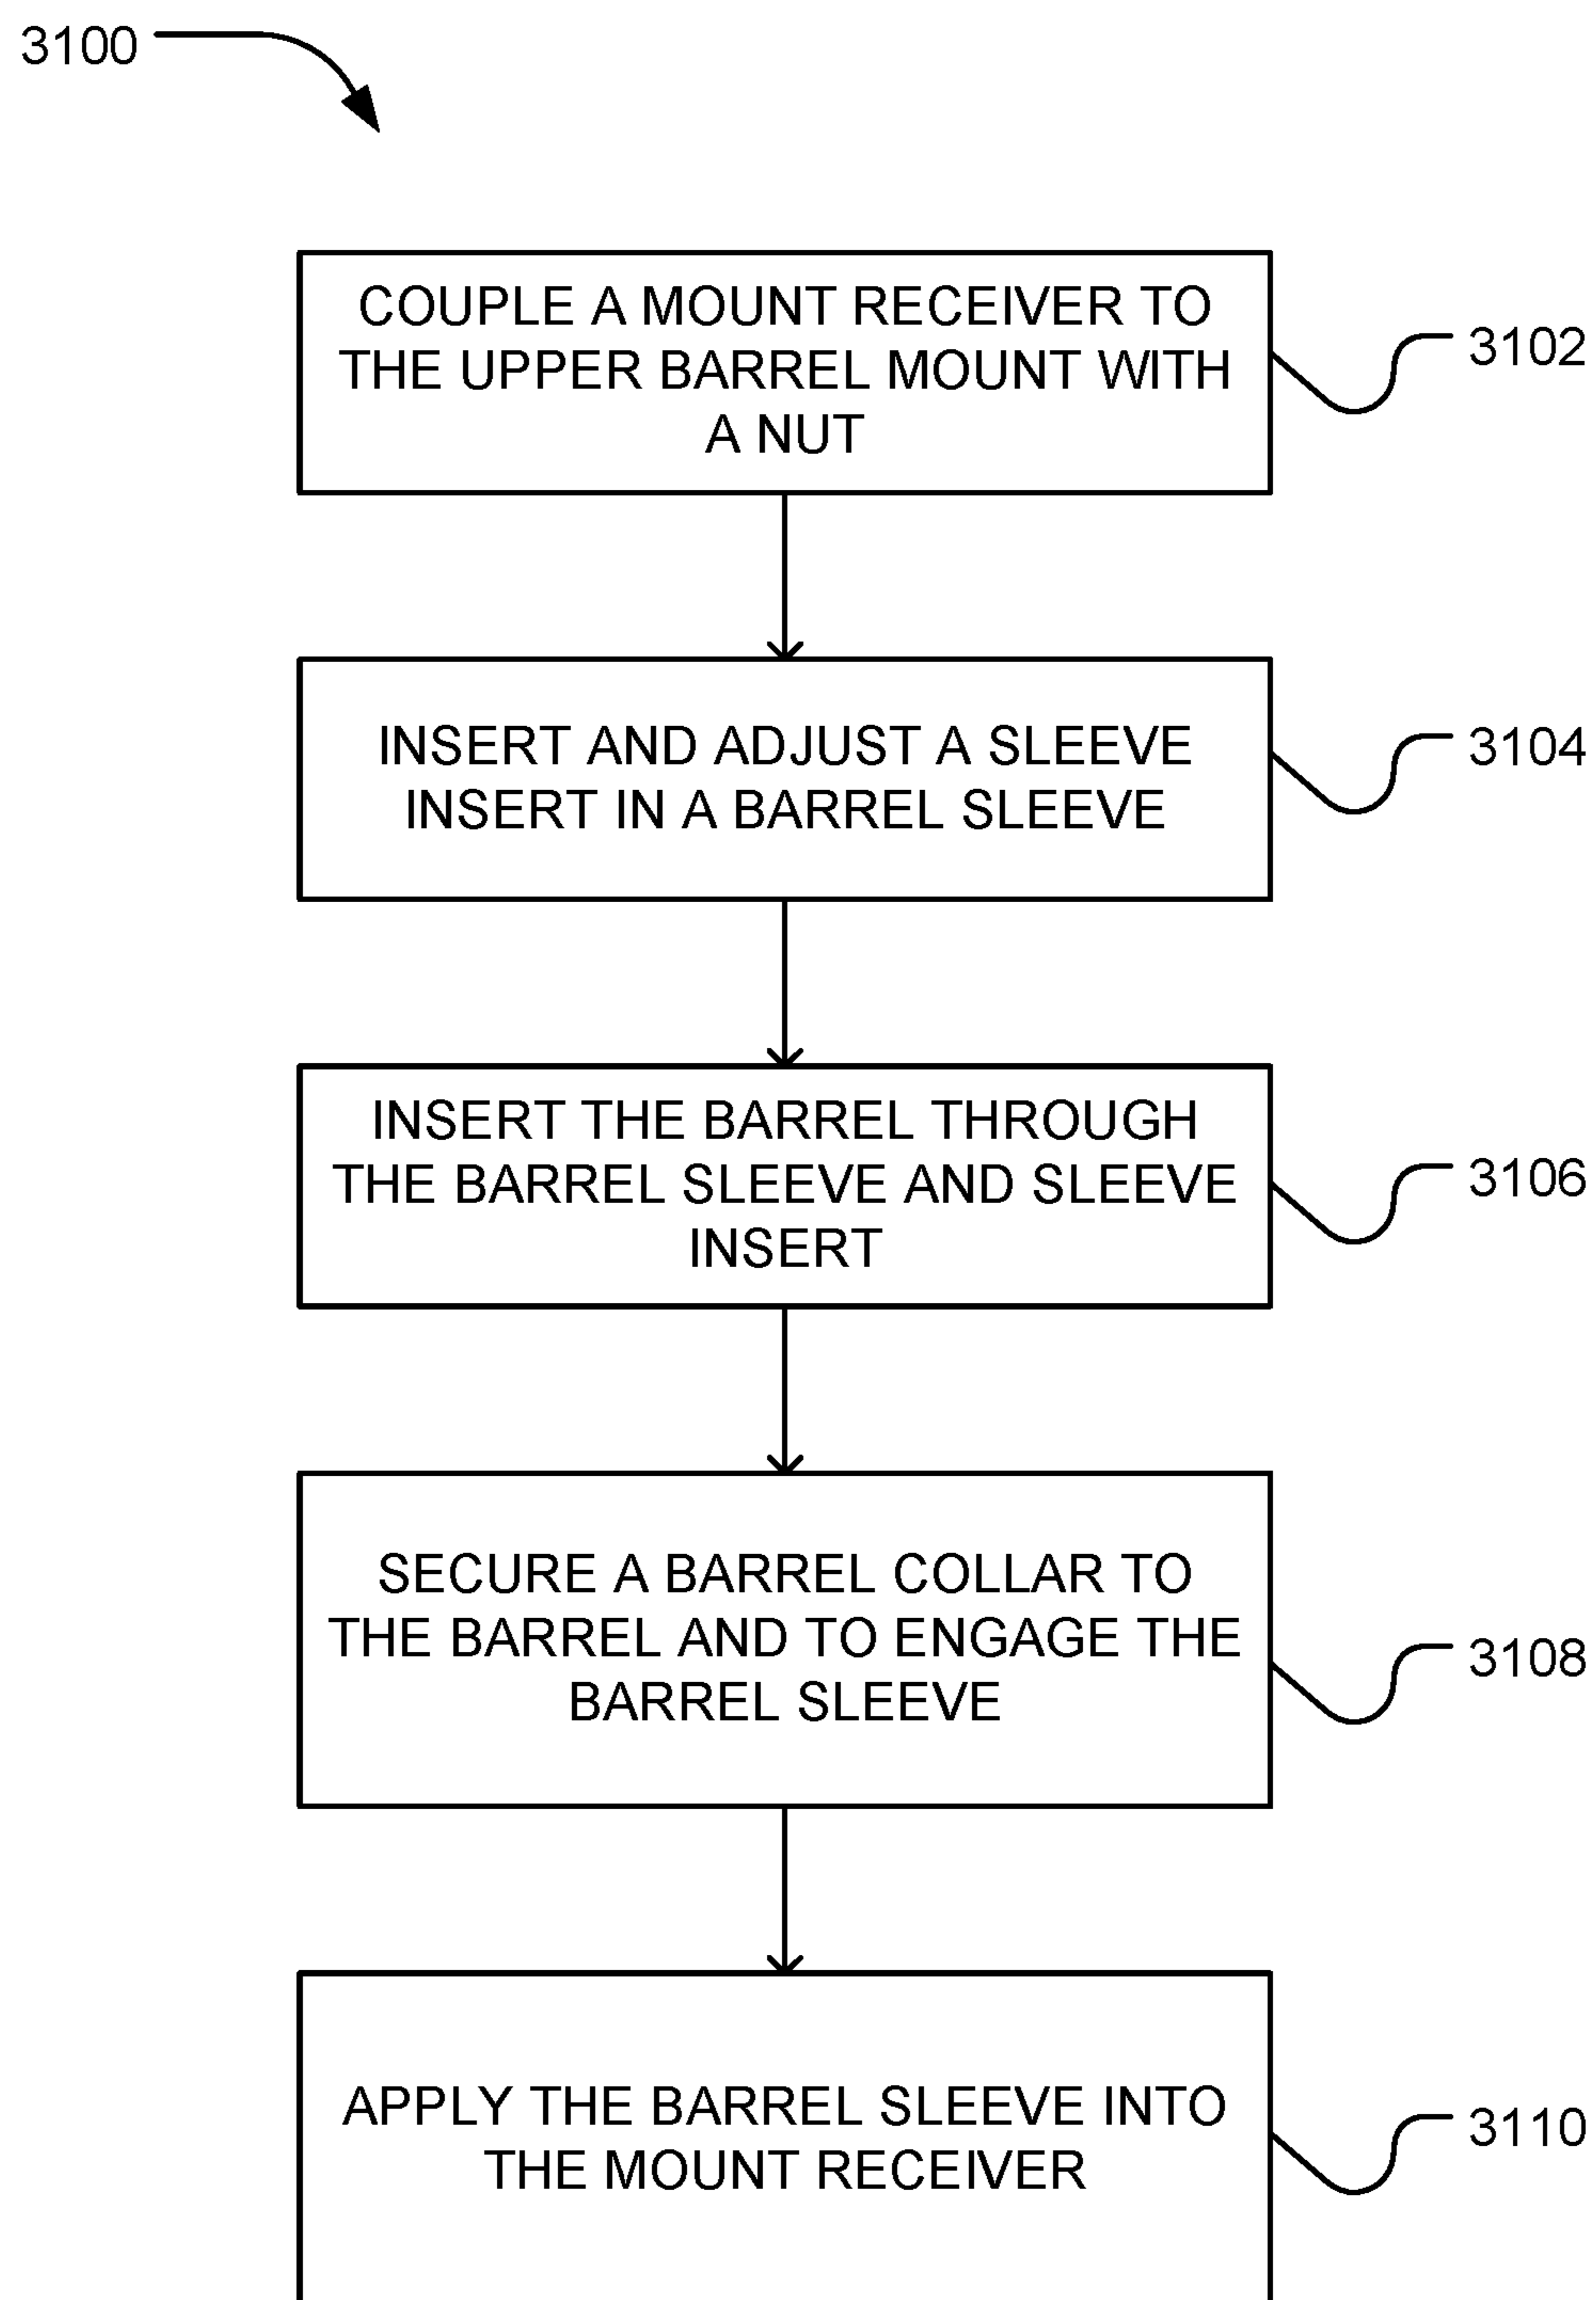 3100
COUPLE A MOUNT RECEIVER TO
THE UPPER BARREL MOUNT WITH
A NUT
3102
INSERT AND ADJUST A SLEEVE
INSERT IN A BARREL SLEEVE
3104
INSERT THE BARREL THROUGH
THE BARREL SLEEVE AND SLEEVE
INSERT
3106
SECURE A BARREL COLLAR TO
THE BARREL AND TO ENGAGE THE
BARREL SLEEVE
3108
APPLY THE BARREL SLEEVE INTO
THE MOUNT RECEIVER
3110